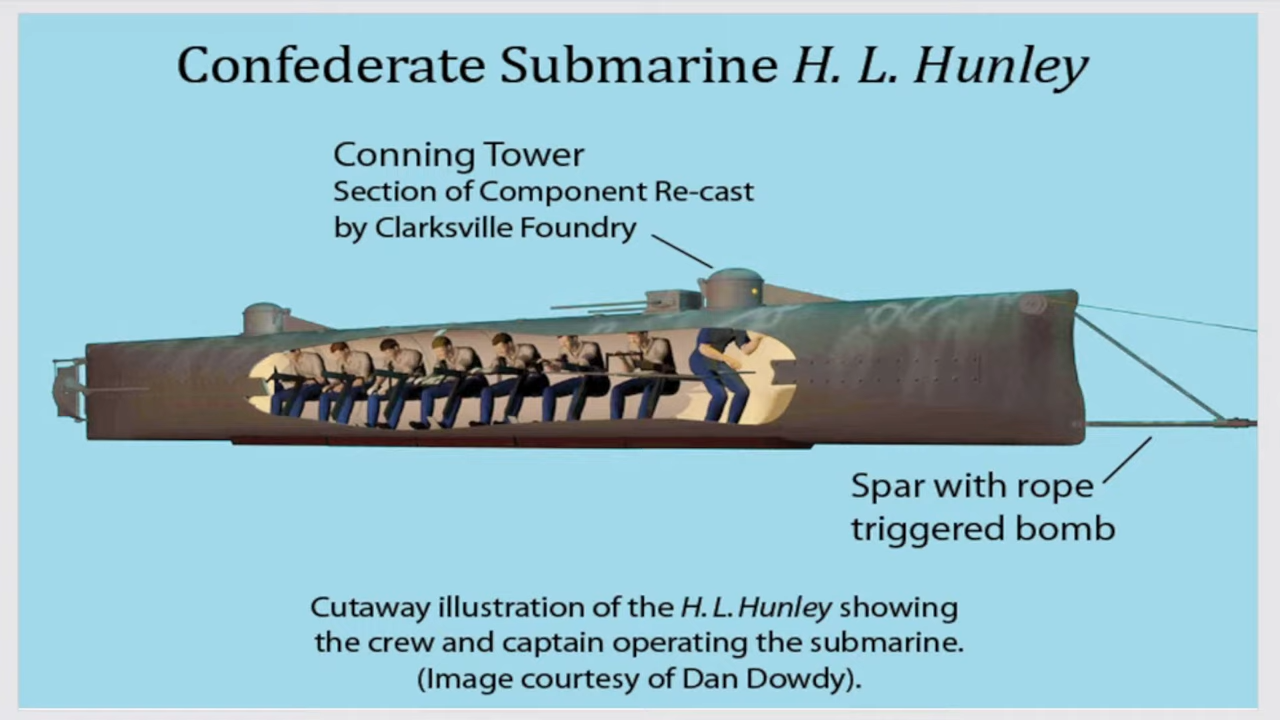 Confederate Submarine H. L. Hunley
Conning Tower
Section of Component Re-cast
by Clarksville Foundry
Spar with rope
triggered bomb
Cutaway illustration of the H. L. Hunley showing
the crew and captain operating the submarine.
(Image courtesy of Dan Dowdy).